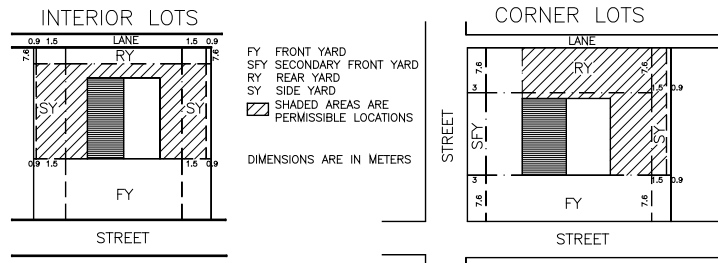 INTERIOR LOTS
LANE
0.9 1.5
1.5 0.9
7.6
7.6
RY
SY
SY
0.9 1.5
1.5 0.9
FY
STREET
FY FRONT YARD
SFY SECONDARY FRONT YARD
RY REAR YARD
SY SIDE YARD
SHADED AREAS ARE
PERMISSIBLE LOCATIONS
DIMENSIONS ARE IN METERS
CORNER LOTS
LANE
7.6
RY
7.6
3
1.5 0.9
STREET
SFY
SY
3
1.5 0.9
7.6
FY
7.6
STREET